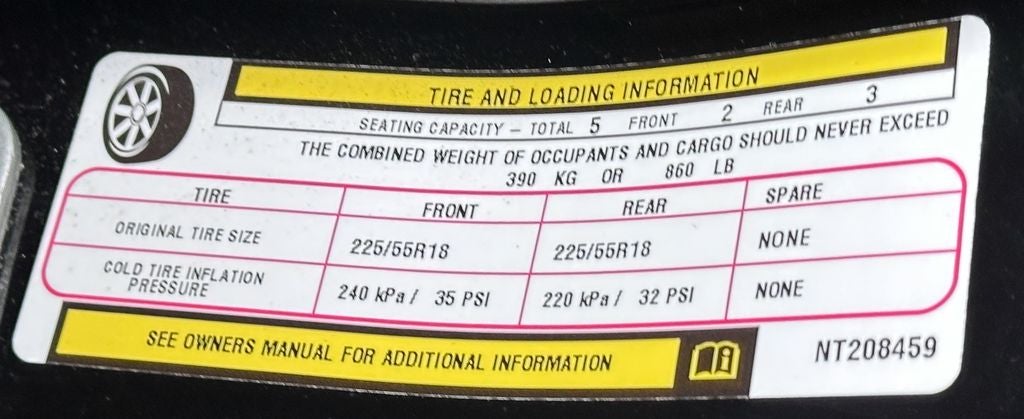 TIRE AND LOADING INFORMATION
SEATING CAPACITY – TOTAL 5 FRONT 2 REAR 3
THE COMBINED WEIGHT OF OCCUPANTS AND CARGO SHOULD NEVER EXCEED
390 KG OR 860 LB
TIRE FRONT REAR SPARE
ORIGINAL TIRE SIZE 225/55R18 225/55R18 NONE
COLD TIRE INFLATION
PRESSURE 240 kPa / 35 PSI 220 kPa / 32 PSI NONE
SEE OWNERS MANUAL FOR ADDITIONAL INFORMATION
NT208459